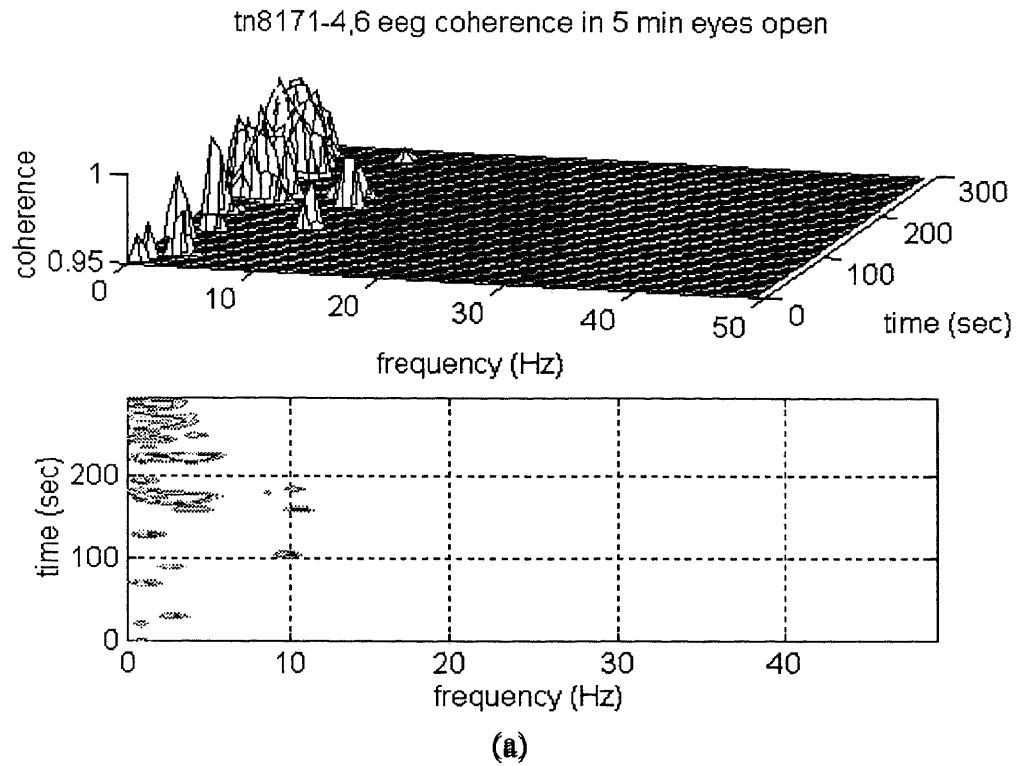 tn8171-4,6 eeg coherence in 5 min eyes open
coherence
1
0.95
0
10
20
30
40
50
frequency (Hz)
0
100
200
300
time (sec)
time (sec)
200
100
0
0
10
20
30
40
frequency (Hz)
(a)